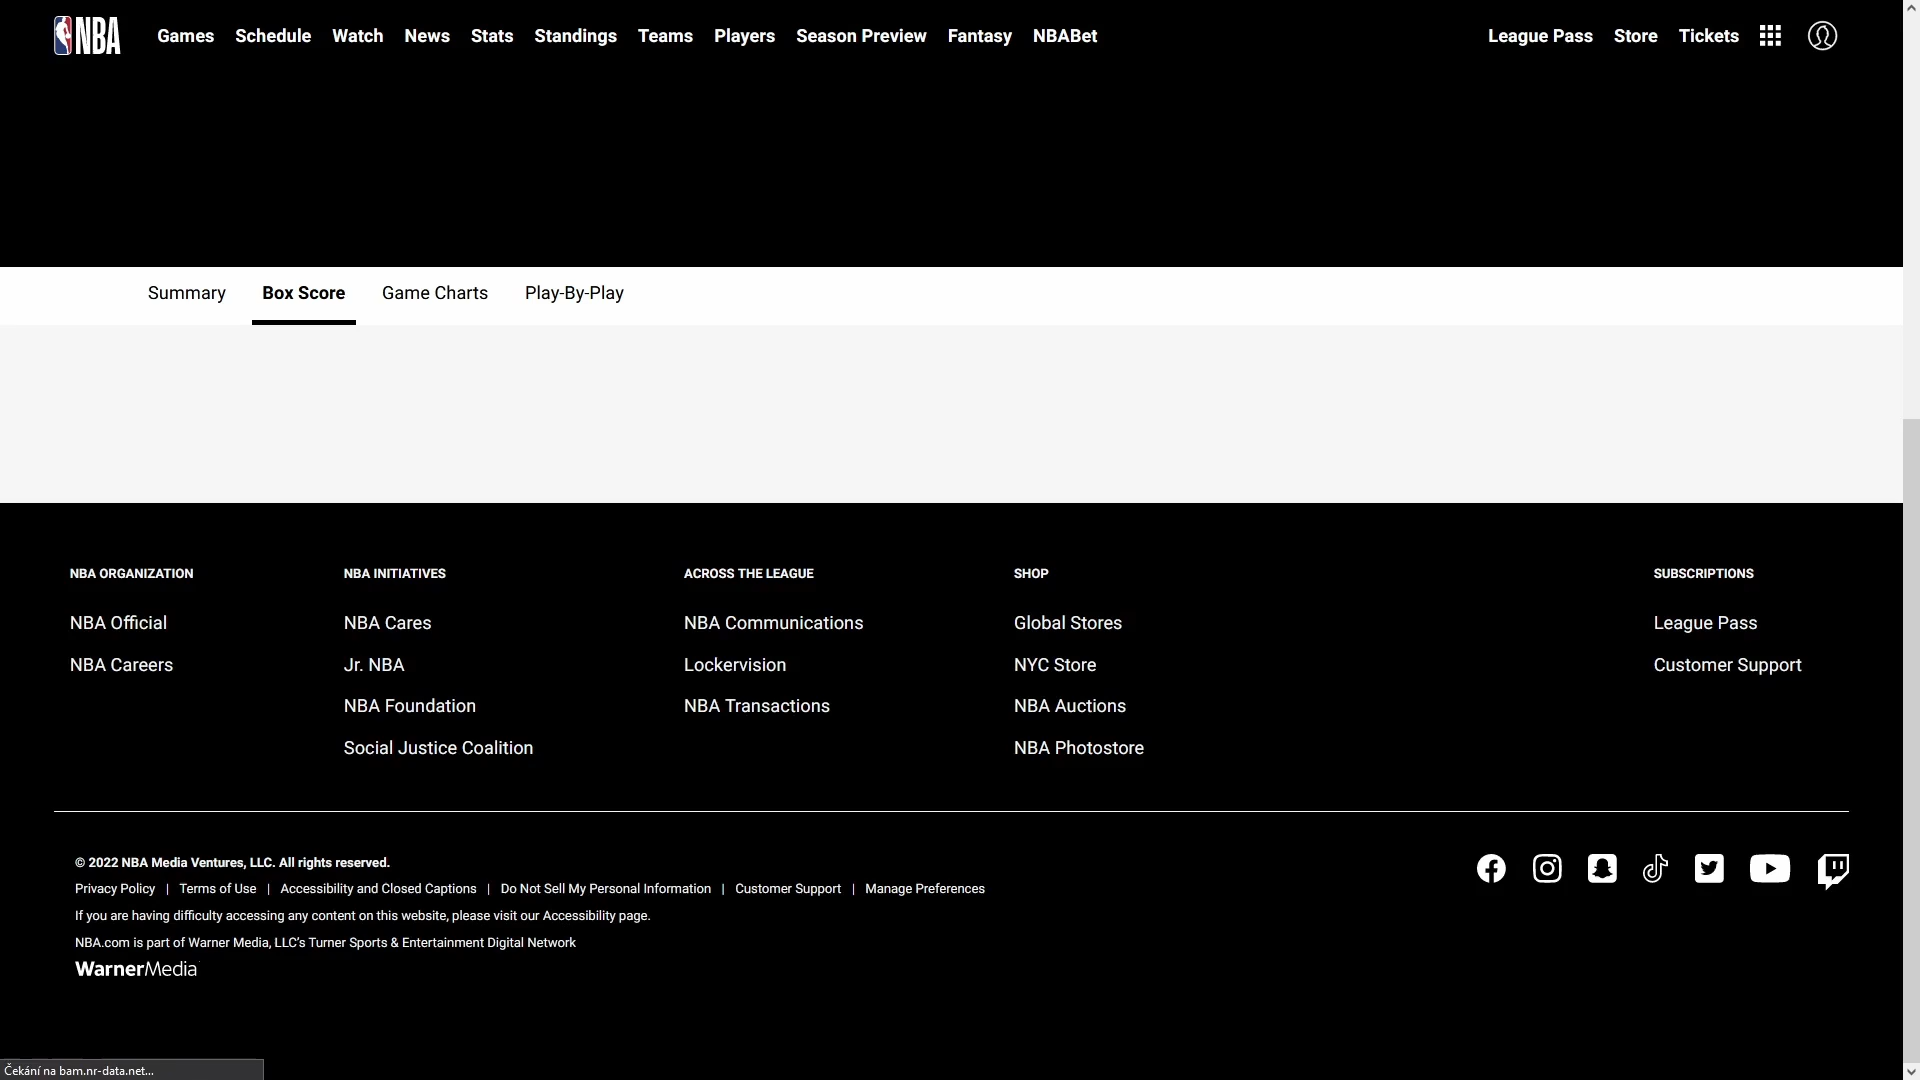 NBA Games Schedule Watch News Stats Standings Teams Players Season Preview Fantasy NBABet League Pass Store Tickets
Summary Box Score Game Charts Play-By-Play
NBA ORGANIZATION
NBA Official
NBA Careers
NBA INITIATIVES
NBA Cares
Jr. NBA
NBA Foundation
Social Justice Coalition
ACROSS THE LEAGUE
NBA Communications
Lockervision
NBA Transactions
SHOP
Global Stores
NYC Store
NBA Auctions
NBA Photostore
SUBSCRIPTIONS
League Pass
Customer Support
© 2022 NBA Media Ventures, LLC. All rights reserved.
Privacy Policy | Terms of Use | Accessibility and Closed Captions | Do Not Sell My Personal Information | Customer Support | Manage Preferences
If you are having difficulty accessing any content on this website, please visit our Accessibility page.
NBA.com is part of Warner Media, LLC’s Turner Sports & Entertainment Digital Network
WarnerMedia
Čekání na bam.nr-data.net...